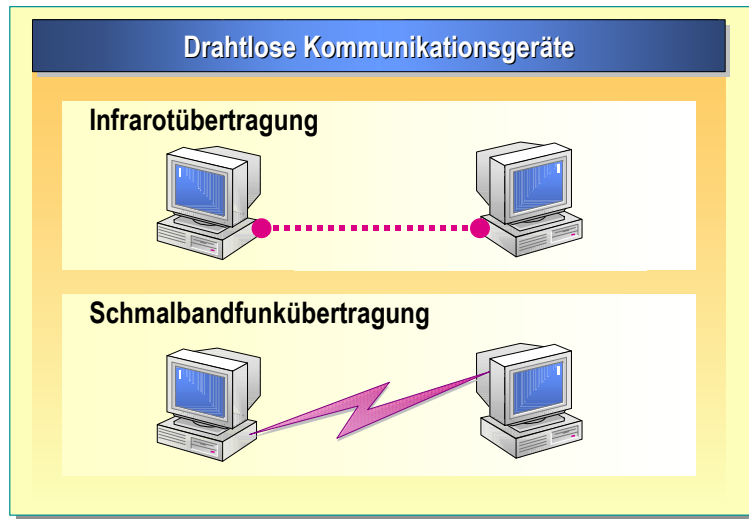 Drahtlose Kommunikationsgeräte
Infrarotübertragung
Schmalbandfunkübertragung